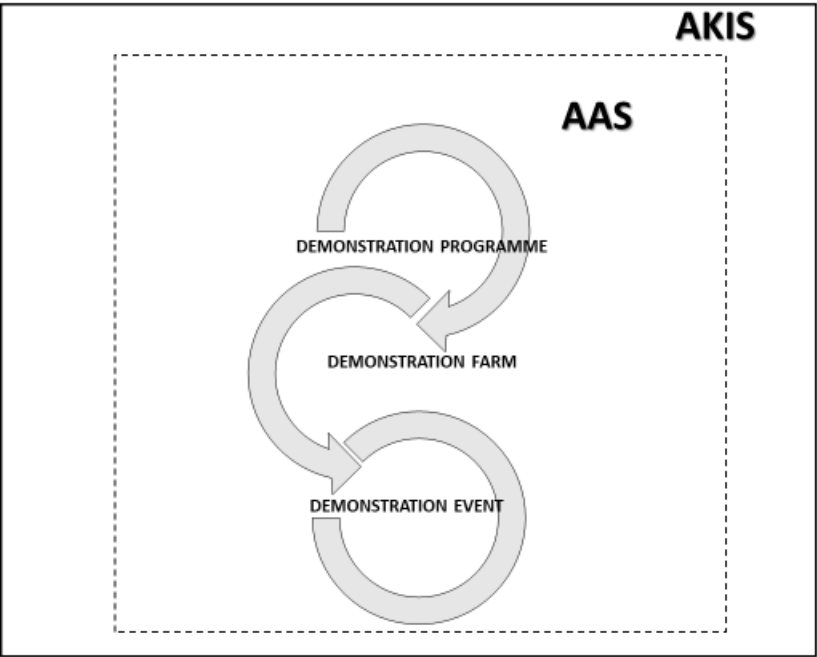 AKIS
AAS
DEMONSTRATION PROGRAMME
DEMONSTRATION FARM
DEMONSTRATION EVENT